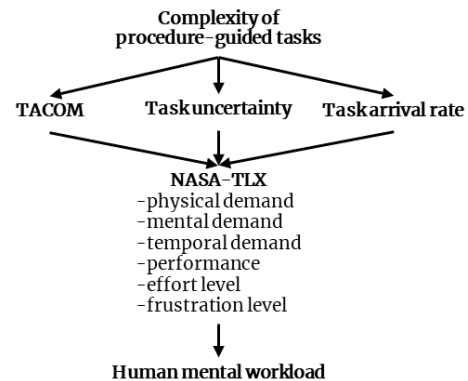 Complexity of
procedure-guided tasks
TACOM
Task uncertainty
Task arrival rate
NASA-TLX
-physical demand
-mental demand
-temporal demand
-performance
-effort level
-frustration level
Human mental workload